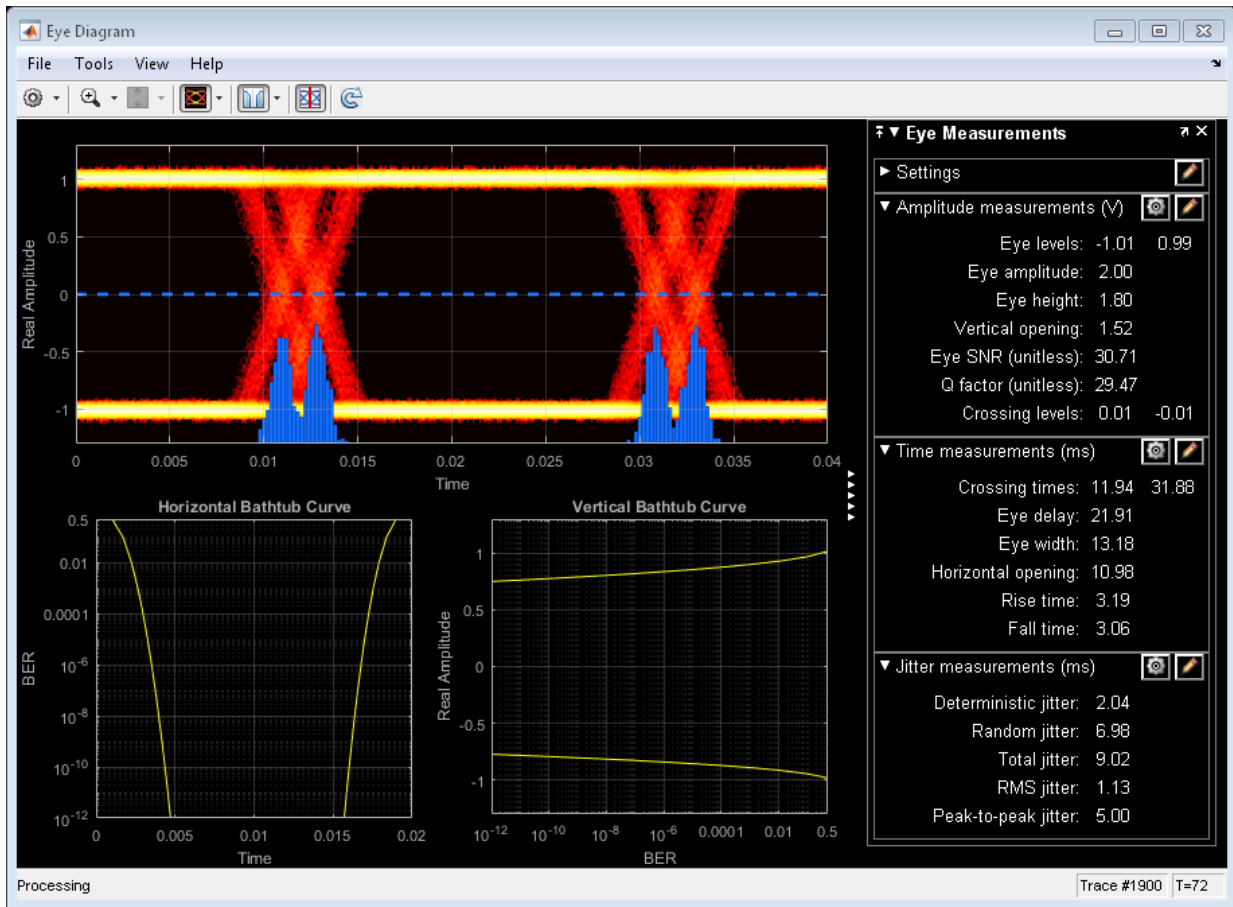 Eye Diagram
File Tools View Help
Eye Measurements
Settings
Amplitude measurements (V)
Eye levels: -1.01 0.99
Eye amplitude: 2.00
Eye height: 1.80
Vertical opening: 1.52
Eye SNR (unitless): 30.71
Q factor (unitless): 29.47
Crossing levels: 0.01 -0.01
Time measurements (ms)
Crossing times: 11.94 31.88
Eye delay: 21.91
Eye width: 13.18
Horizontal opening: 10.98
Rise time: 3.19
Fall time: 3.06
Jitter measurements (ms)
Deterministic jitter: 2.04
Random jitter: 6.98
Total jitter: 9.02
RMS jitter: 1.13
Peak-to-peak jitter: 5.00
Real Amplitude
1
0.5
0
-0.5
-1
0 0.005 0.01 0.015 0.02 0.025 0.03 0.035 0.04
Time
Horizontal Bathtub Curve
BER
0.5
0.01
0.0001
10^-6
10^-8
10^-10
10^-12
0 0.005 0.01 0.015 0.02
Time
Vertical Bathtub Curve
Real Amplitude
1
0.5
0
-0.5
-1
10^-12 10^-10 10^-8 10^-6 0.0001 0.01 0.5
BER
Processing
Trace #1900 T=72